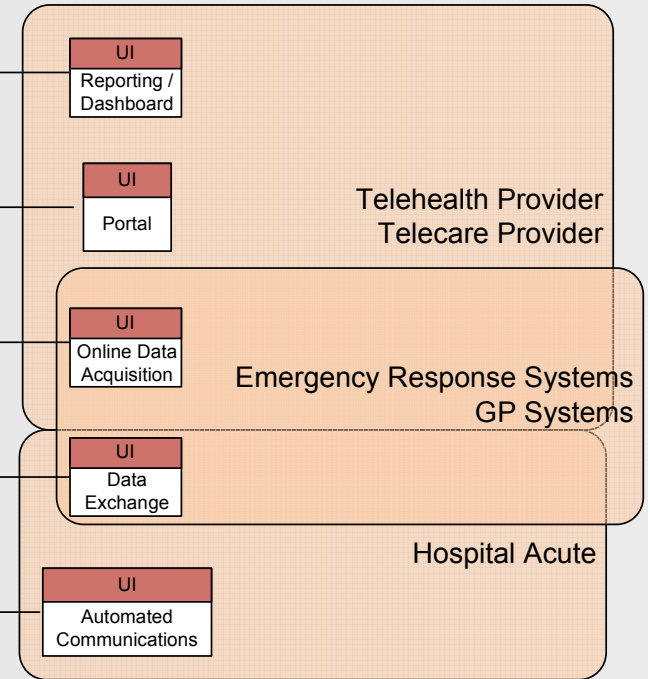 UI
Reporting /
Dashboard
UI
Portal
Telehealth Provider
Telecare Provider
UI
Online Data
Acquisition
Emergency Response Systems
GP Systems
UI
Data
Exchange
Hospital Acute
UI
Automated
Communications